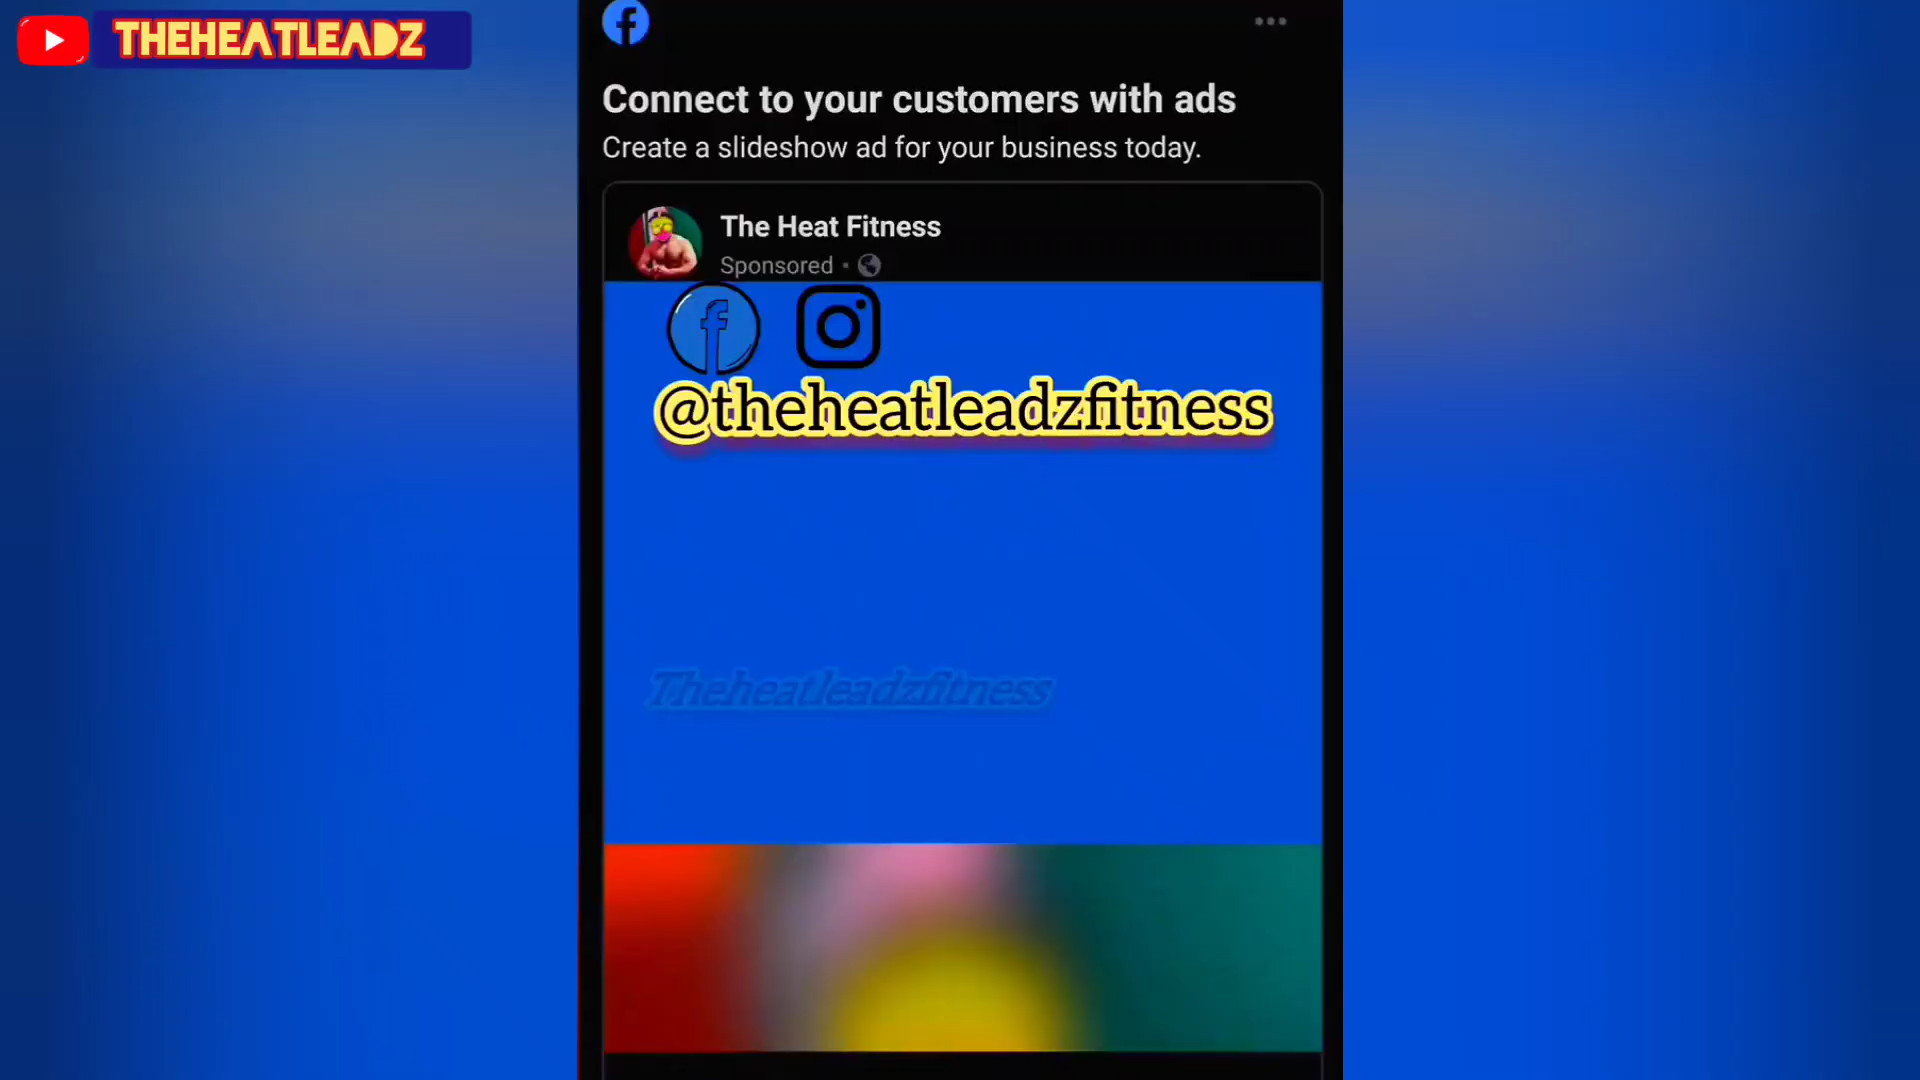 THEHEATLEADZ
Connect to your customers with ads
Create a slideshow ad for your business today.
The Heat Fitness
Sponsored
@theheatleadzfitness
Theheatleadzfitness